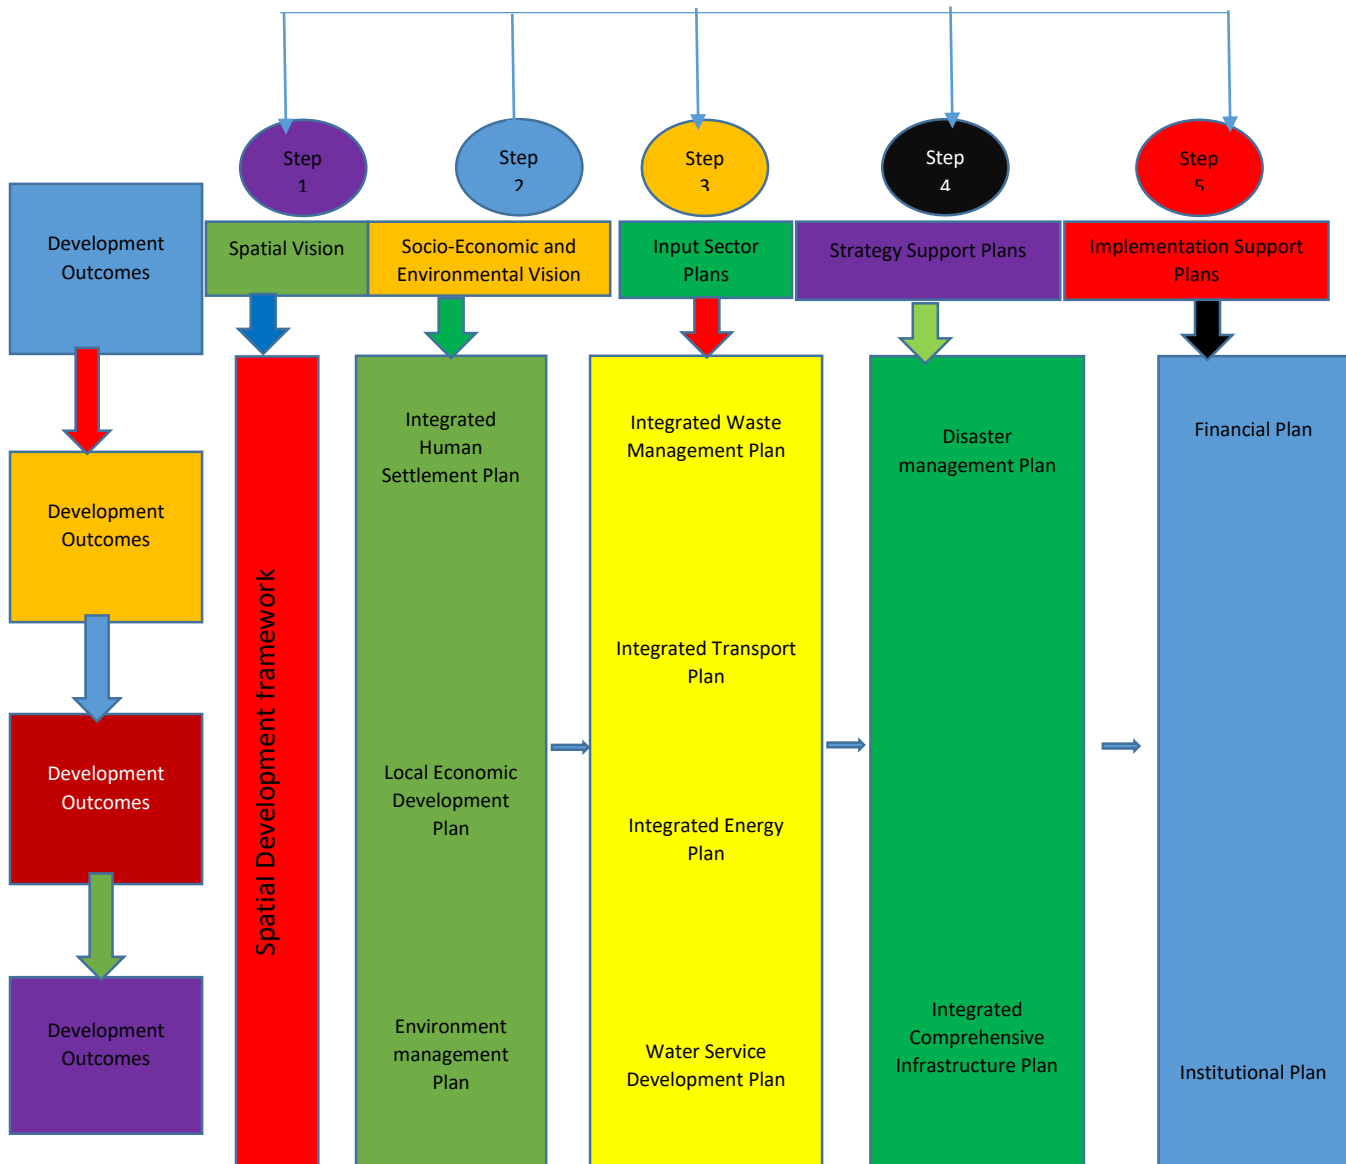 Step
1
Step
2
Step
3
Step
4
Step
5
Development
Outcomes
Spatial Vision
Socio-Economic and
Environmental Vision
Input Sector
Plans
Strategy Support Plans
Implementation Support
Plans
Development
Outcomes
Development
Outcomes
Development
Outcomes
Spatial Development framework
Integrated
Human
Settlement Plan
Local Economic
Development
Plan
Environment
management
Plan
Integrated Waste
Management Plan
Integrated Transport
Plan
Integrated Energy
Plan
Water Service
Development Plan
Disaster
management Plan
Integrated
Comprehensive
Infrastructure Plan
Financial Plan
Institutional Plan